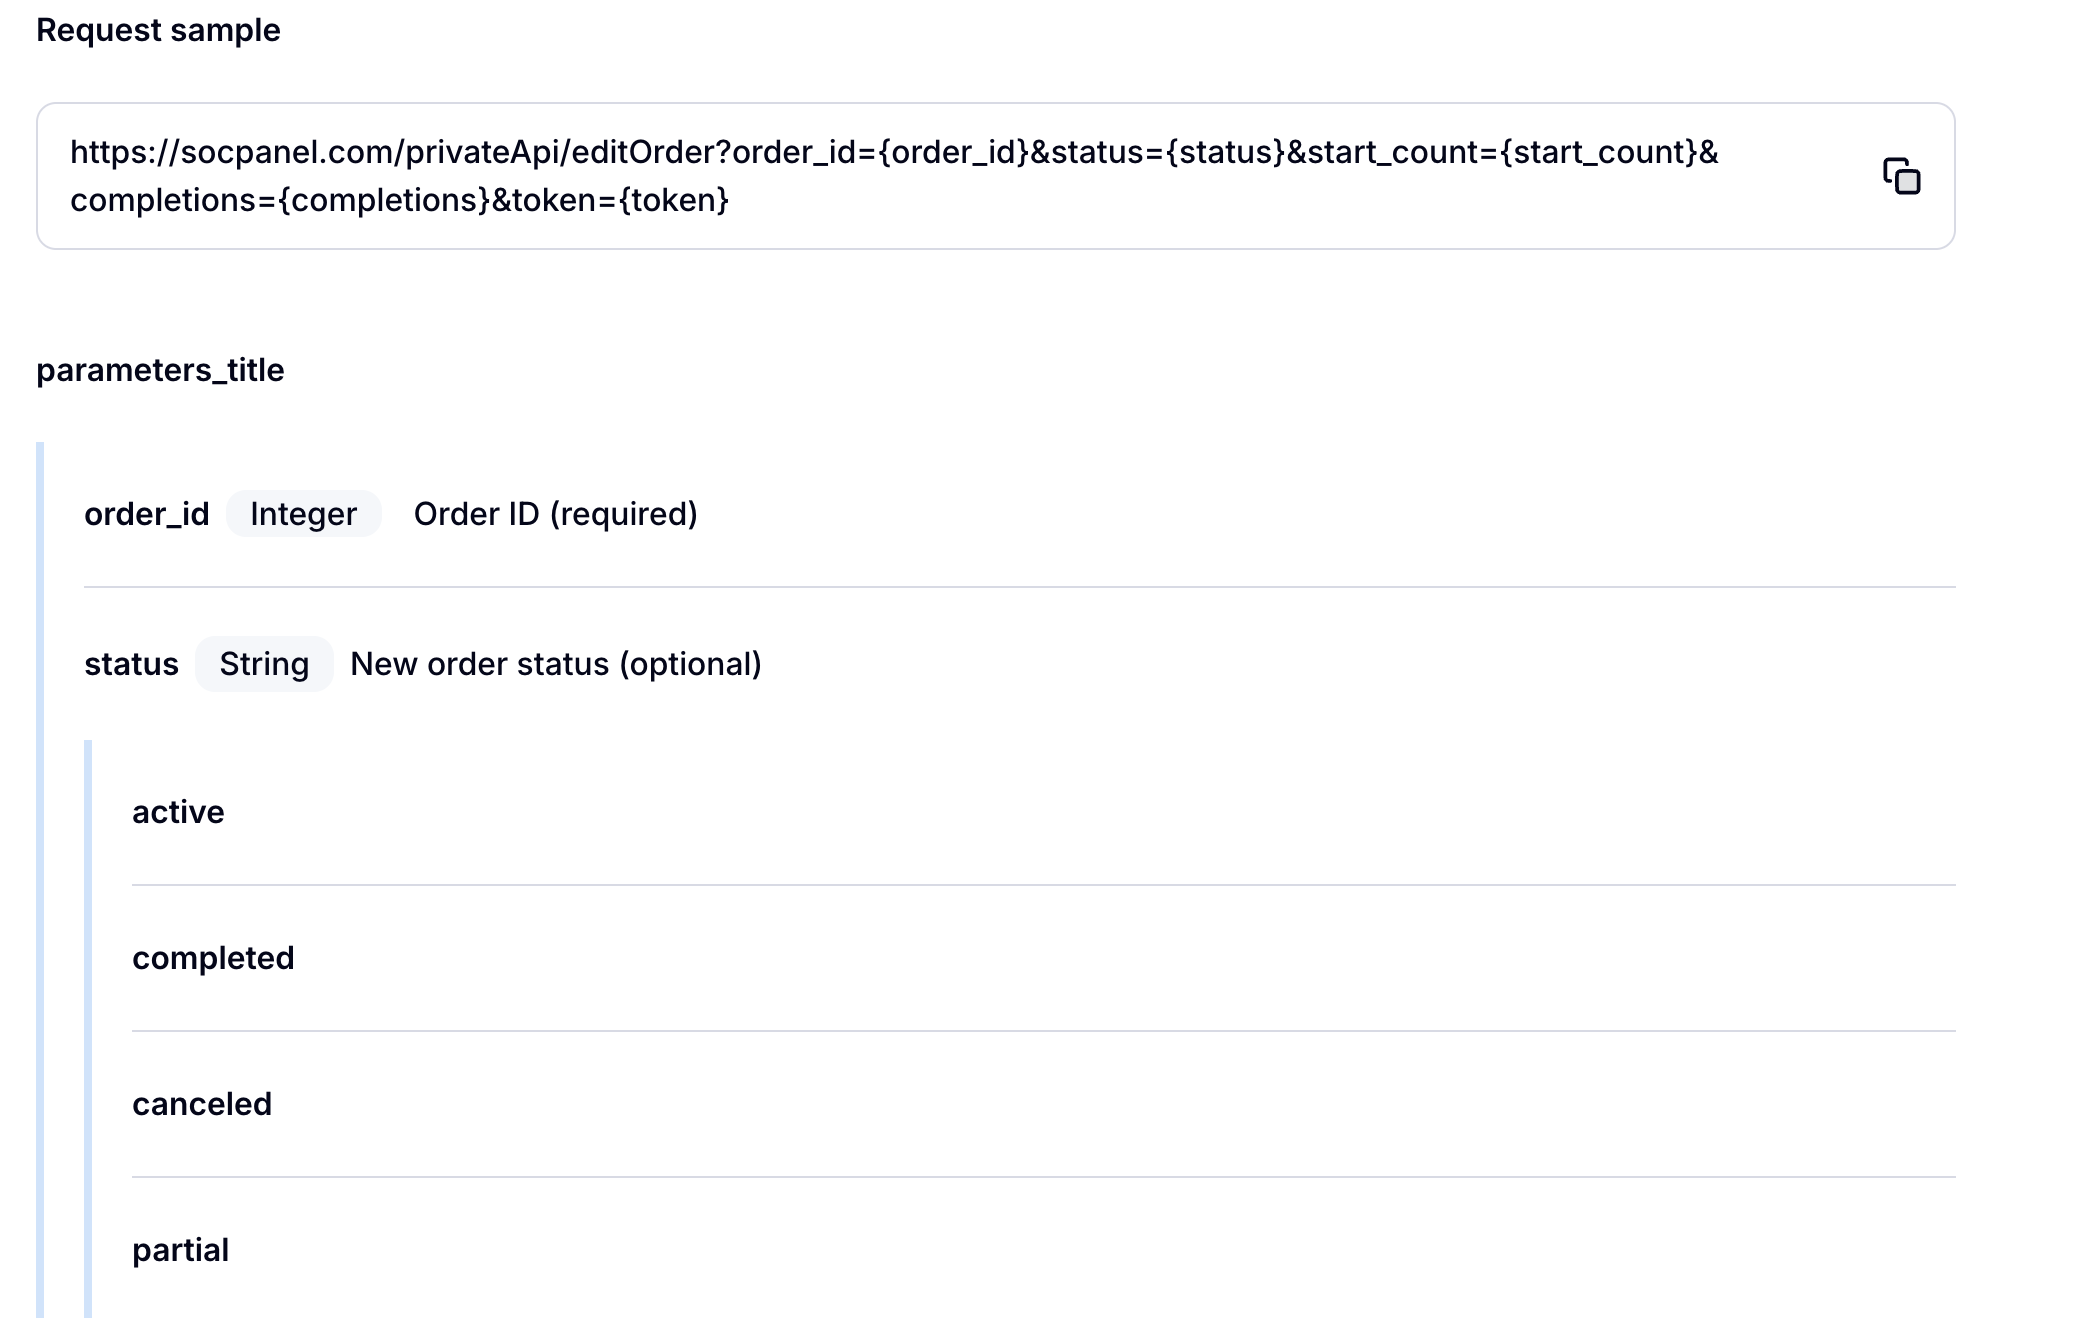 Request sample
https://socpanel.com/privateApi/editOrder?order_id={order_id}&status={status}&start_count={start_count}&
completions={completions}&token={token}
parameters_title
order_id Integer Order ID (required)
status String New order status (optional)
active
completed
canceled
partial